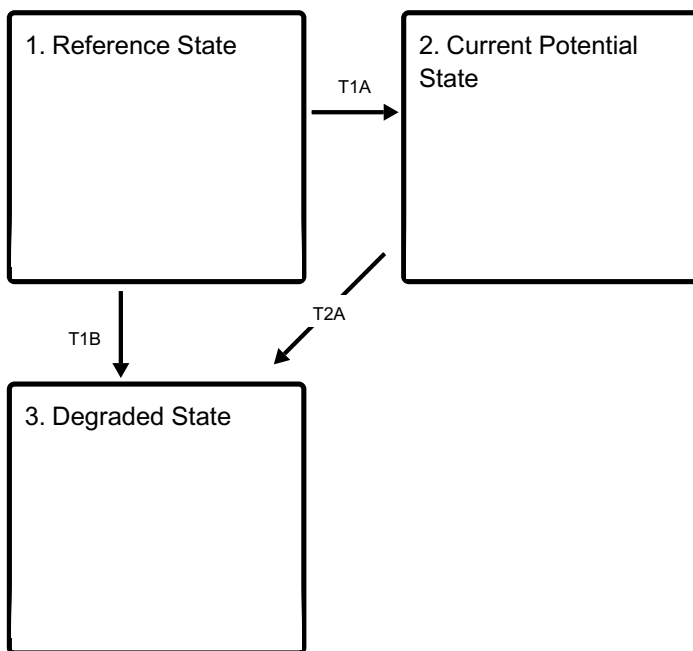 1. Reference State
2. Current Potential
State
T1A
T1B
T2A
3. Degraded State